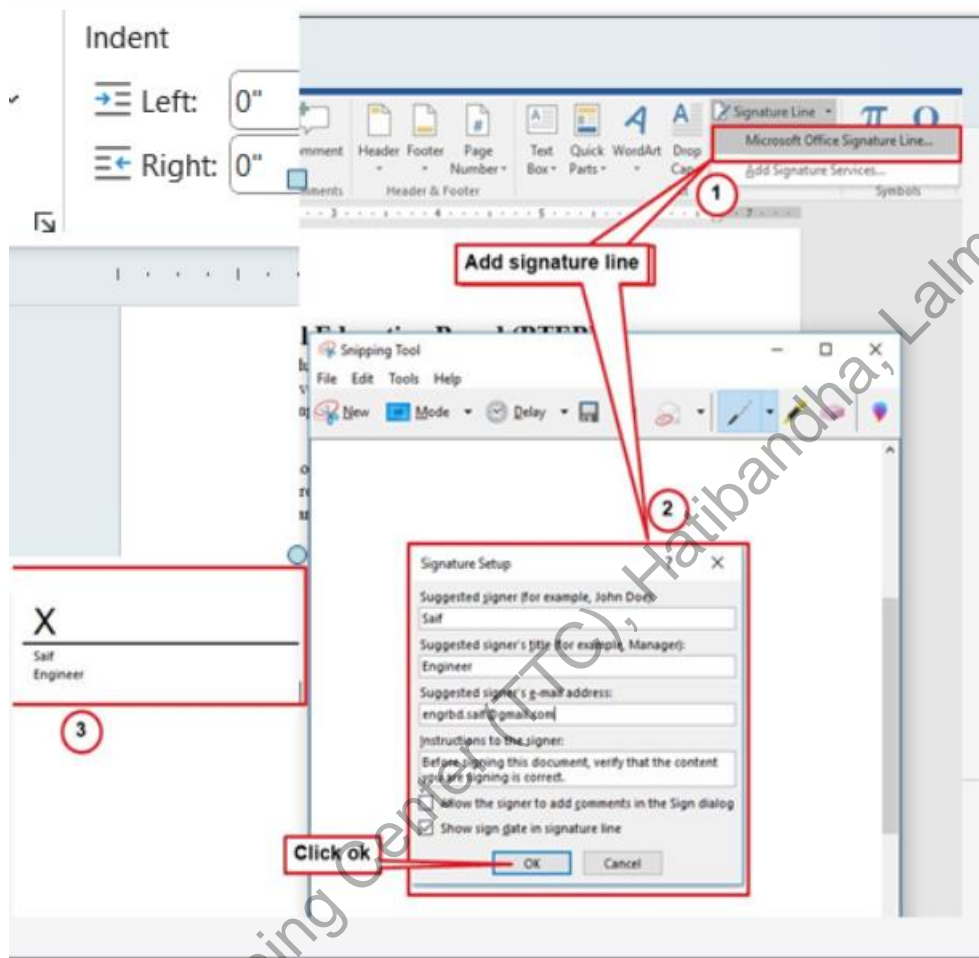 Indent
Left: 0"
Right: 0"
Signature Line
Microsoft Office Signature Line...
Add Signature Services...
Header Footer Page Number
Text Box Quick Parts WordArt Drop
Header & Footer
Symbols
1
Add signature line
Snipping Tool
File Edit Tools Help
New Mode Delay
2
Signature Setup ? X
Suggested signer (for example, John Doe):
Saif
Suggested signer's title (for example, Manager):
Engineer
Suggested signer's e-mail address:
engrbd.saif@gmail.com
Instructions to the signer:
Before signing this document, verify that the content
you are signing is correct.
Allow the signer to add comments in the Sign dialog
Show sign date in signature line
OK Cancel
Click ok
X
Saif
Engineer
3
Center (TTC), Hatibandha,